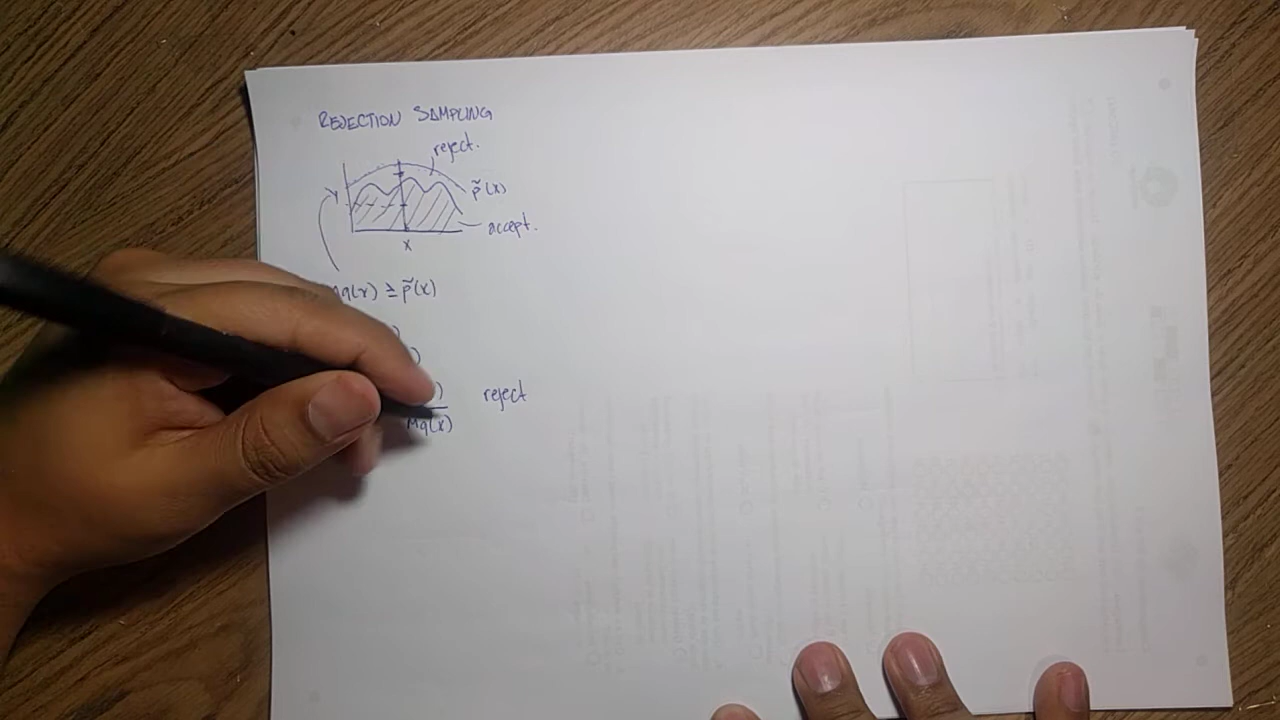 REJECTION SAMPLING
reject.
p̃(x)
accept.
x
Mq(x) ≥ p̃(x)
reject
Mq(x)